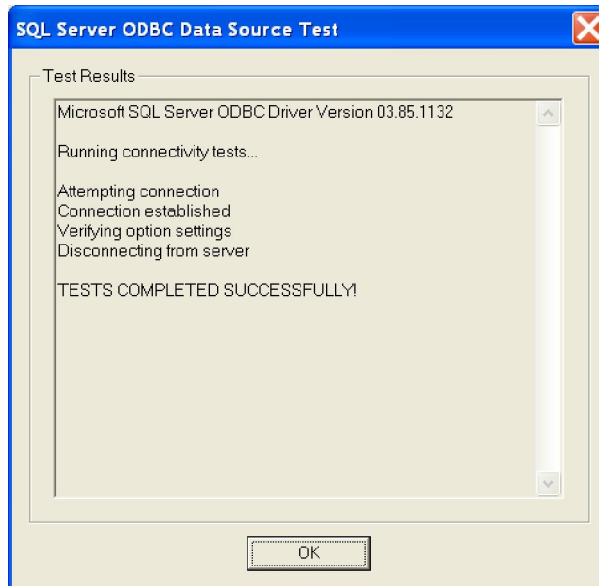 SQL Server ODBC Data Source Test
Test Results
Microsoft SQL Server ODBC Driver Version 03.85.1132
Running connectivity tests...
Attempting connection
Connection established
Verifying option settings
Disconnecting from server
TESTS COMPLETED SUCCESSFULLY!
OK